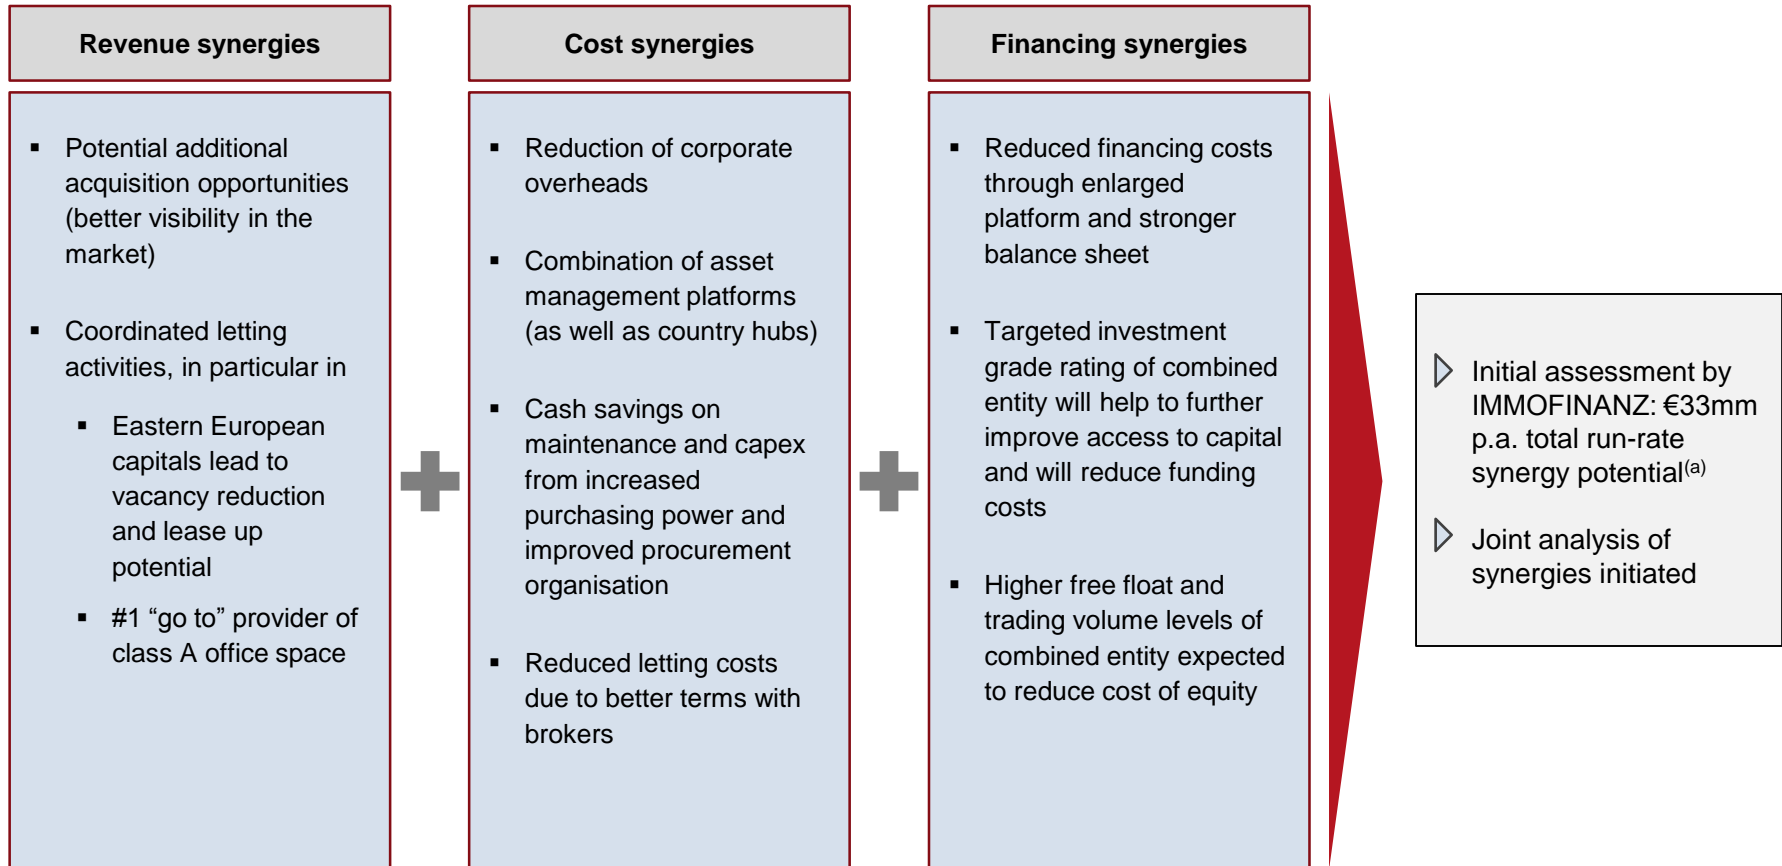 Revenue synergies
Potential additional
acquisition opportunities
(better visibility in the
market)
Coordinated letting
activities, in particular in
Eastern European
capitals lead to
vacancy reduction
and lease up
potential
#1 “go to” provider of
class A office space
Cost synergies
Reduction of corporate
overheads
Combination of asset
management platforms
(as well as country hubs)
Cash savings on
maintenance and capex
from increased
purchasing power and
improved procurement
organisation
Reduced letting costs
due to better terms with
brokers
Financing synergies
Reduced financing costs
through enlarged
platform and stronger
balance sheet
Targeted investment
grade rating of combined
entity will help to further
improve access to capital
and will reduce funding
costs
Higher free float and
trading volume levels of
combined entity expected
to reduce cost of equity
Initial assessment by
IMMOFINANZ: €33mm
p.a. total run-rate
synergy potential(a)
Joint analysis of
synergies initiated